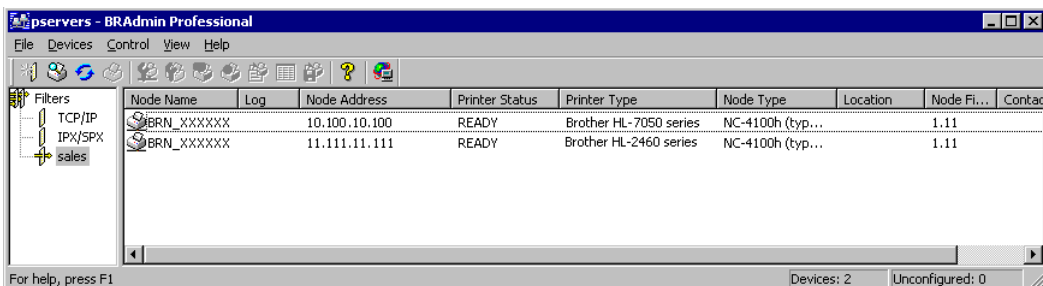 pservers - BRAdmin Professional
File Devices Control View Help
Filters
TCP/IP
IPX/SPX
sales
Node Name Log Node Address Printer Status Printer Type Node Type Location Node Fi... Contac
BRN_XXXXXX 10.100.10.100 READY Brother HL-7050 series NC-4100h (typ... 1.11
BRN_XXXXXX 11.111.11.111 READY Brother HL-2460 series NC-4100h (typ... 1.11
For help, press F1 Devices: 2 Unconfigured: 0